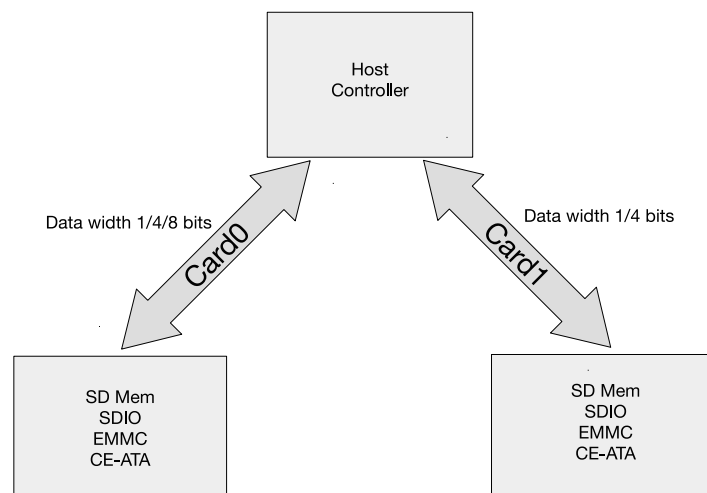 Host
Controller
Data width 1/4/8 bits
Card0
Data width 1/4 bits
Card1
SD Mem
SDIO
EMMC
CE-ATA
SD Mem
SDIO
EMMC
CE-ATA